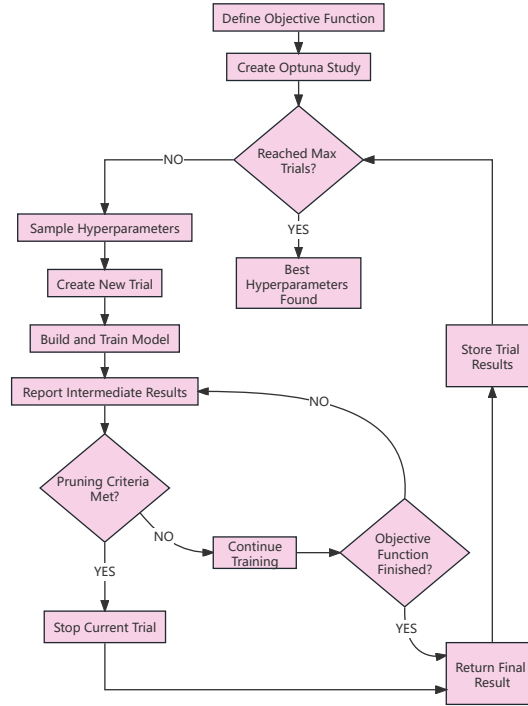 Define Objective Function
Create Optuna Study
Reached Max
Trials?
NO
YES
Sample Hyperparameters
Best
Hyperparameters
Found
Create New Trial
Build and Train Model
Store Trial
Results
Report Intermediate Results
NO
Pruning Criteria
Met?
NO
Continue
Training
Objective
Function
Finished?
YES
Stop Current Trial
YES
Return Final
Result